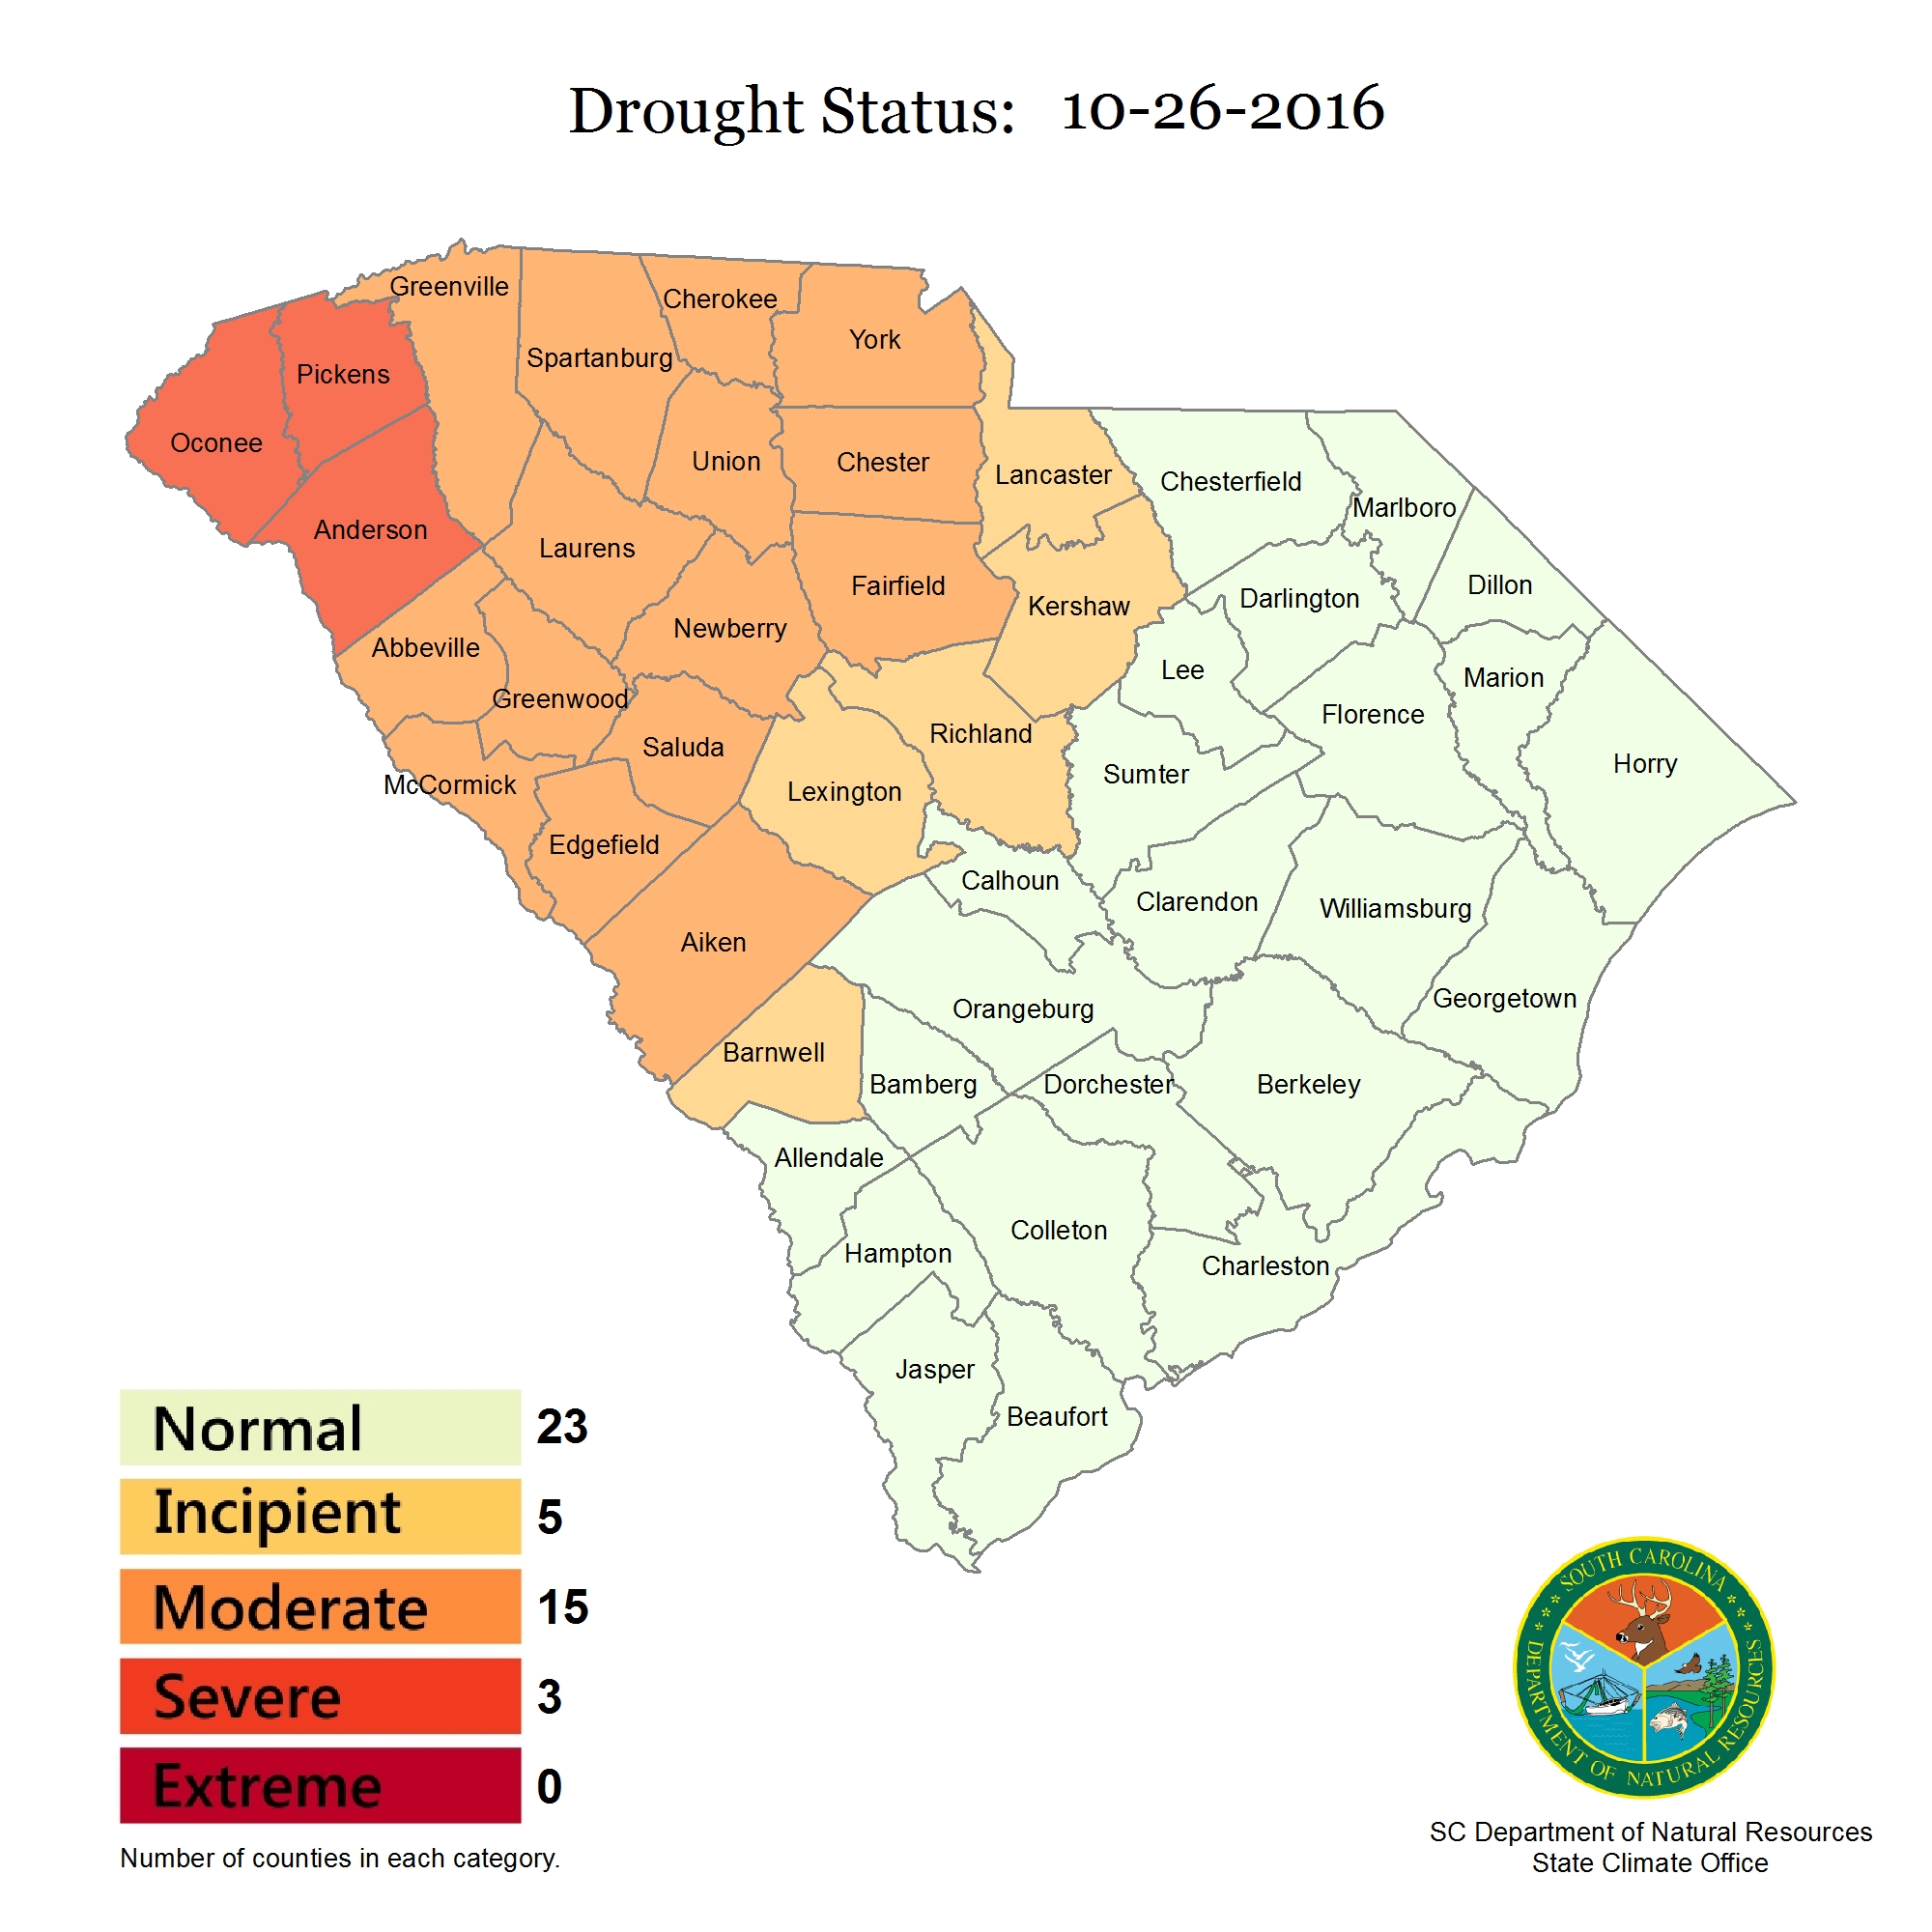 Drought Status: 10-26-2016
Greenville
Cherokee
York
Spartanburg
Pickens
Oconee
Union
Chester
Lancaster
Chesterfield
Marlboro
Anderson
Laurens
Fairfield
Kershaw
Darlington
Dillon
Newberry
Abbeville
Greenwood
Lee
Marion
Florence
Richland
Saluda
Horry
Sumter
McCormick
Lexington
Edgefield
Calhoun
Clarendon
Williamsburg
Aiken
Georgetown
Orangeburg
Barnwell
Bamberg
Dorchester
Berkeley
Allendale
Colleton
Hampton
Charleston
Jasper
Beaufort
Normal 23
Incipient 5
Moderate 15
Severe 3
Extreme 0
Number of counties in each category.
SOUTH CAROLINA
DEPARTMENT OF NATURAL RESOURCES
SC Department of Natural Resources
State Climate Office